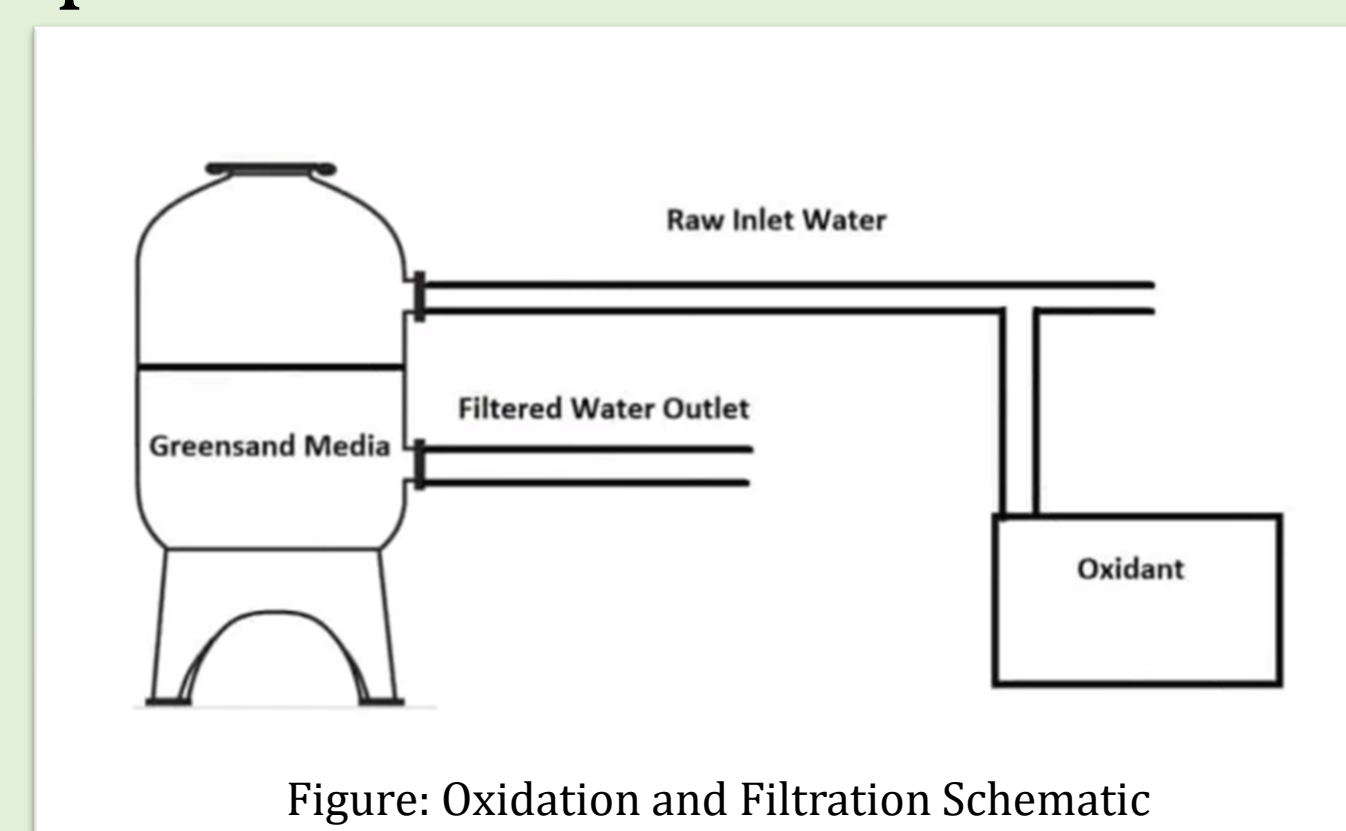 Raw Inlet Water
Filtered Water Outlet
Greensand Media
Oxidant
Figure: Oxidation and Filtration Schematic